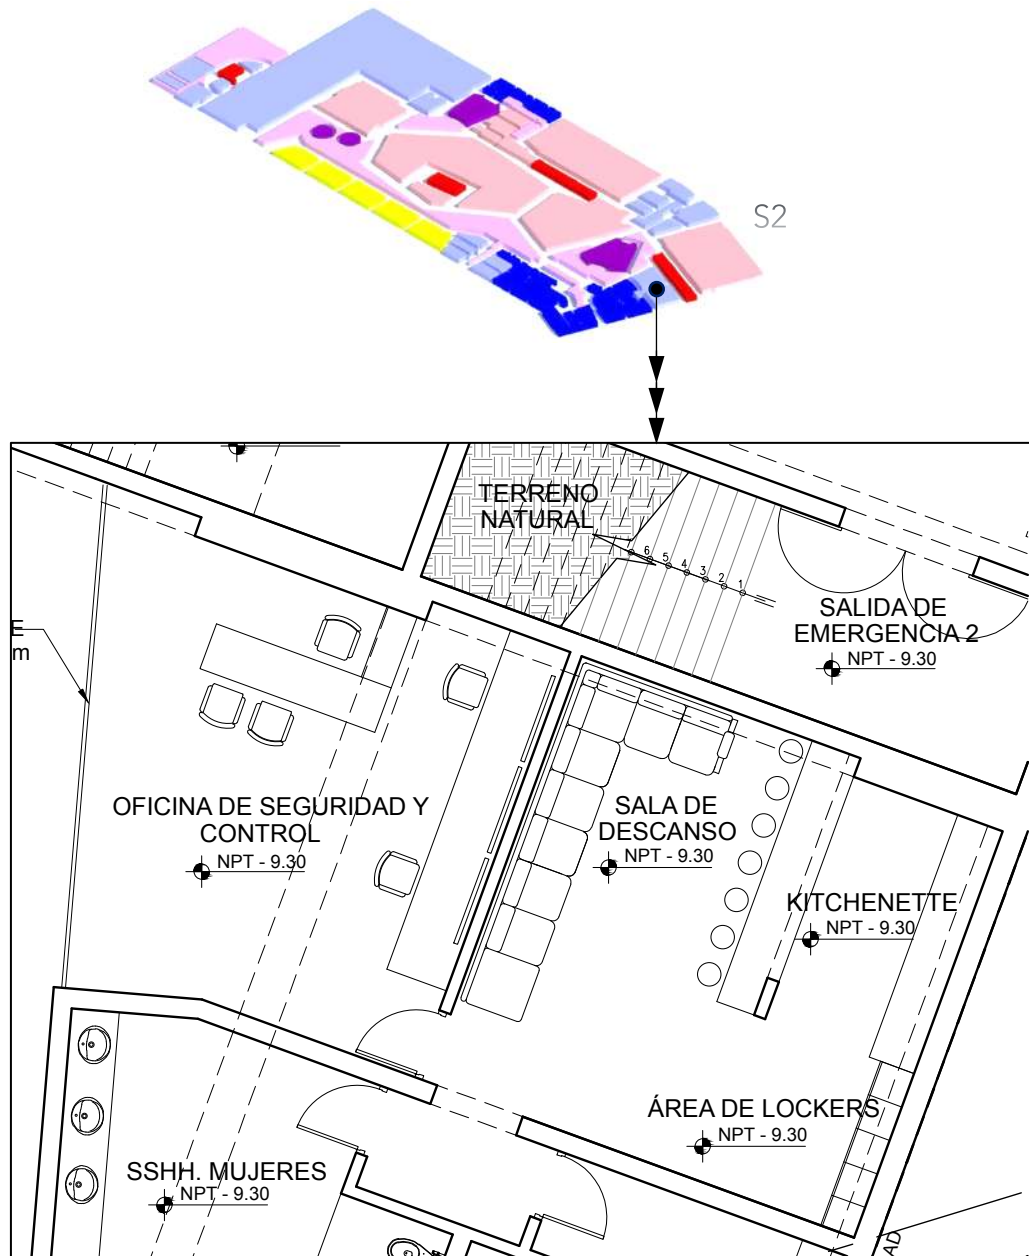 S2
TERRENO
NATURAL
6
5
4
3
2
1
SALIDA DE
EMERGENCIA 2
NPT - 9.30
E
m
OFICINA DE SEGURIDAD Y
CONTROL
NPT - 9.30
SALA DE
DESCANSO
NPT - 9.30
KITCHENETTE
NPT - 9.30
ÁREA DE LOCKERS
NPT - 9.30
SSHH. MUJERES
NPT - 9.30
AD